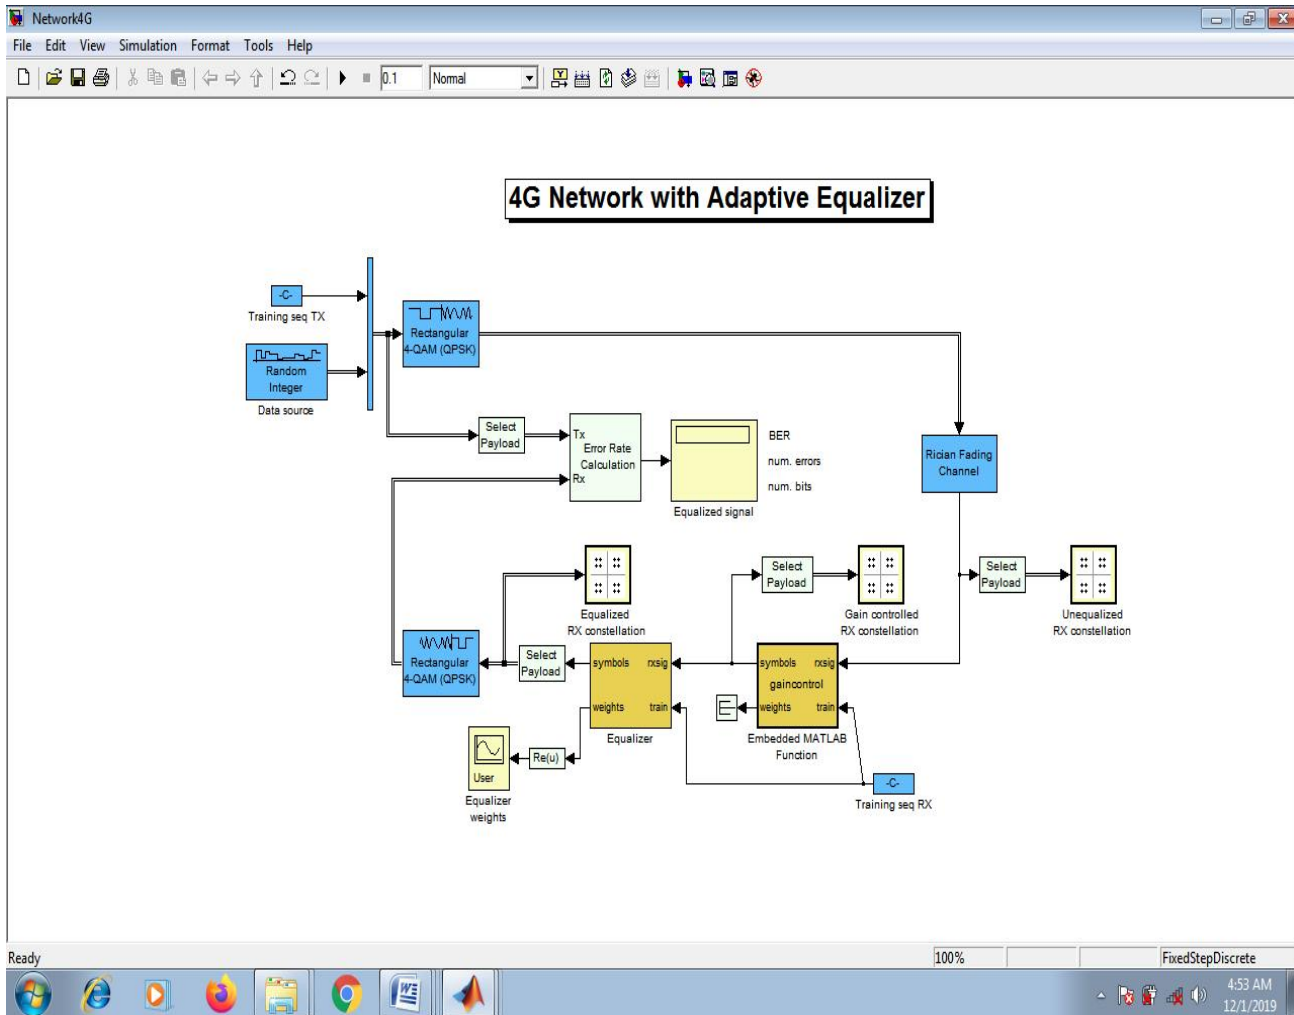 Network4G
File Edit View Simulation Format Tools Help
0.1 Normal
4G Network with Adaptive Equalizer
-C-
Training seq TX
Rectangular
4-QAM (QPSK)
Random
Integer
Data source
Select
Payload
Tx
Error Rate
Calculation
Rx
BER
num. errors
num. bits
Equalized signal
Rician Fading
Channel
Equalized
RX constellation
Select
Payload
Gain controlled
RX constellation
Select
Payload
Unequalized
RX constellation
Rectangular
4-QAM (QPSK)
Select
Payload
symbols rxsig
weights train
Equalizer
symbols rxsig
gaincontrol
weights train
Embedded MATLAB
Function
User
Equalizer
weights
Re(u)
-C-
Training seq RX
Ready 100% FixedStepDiscrete
4:53 AM
12/1/2019